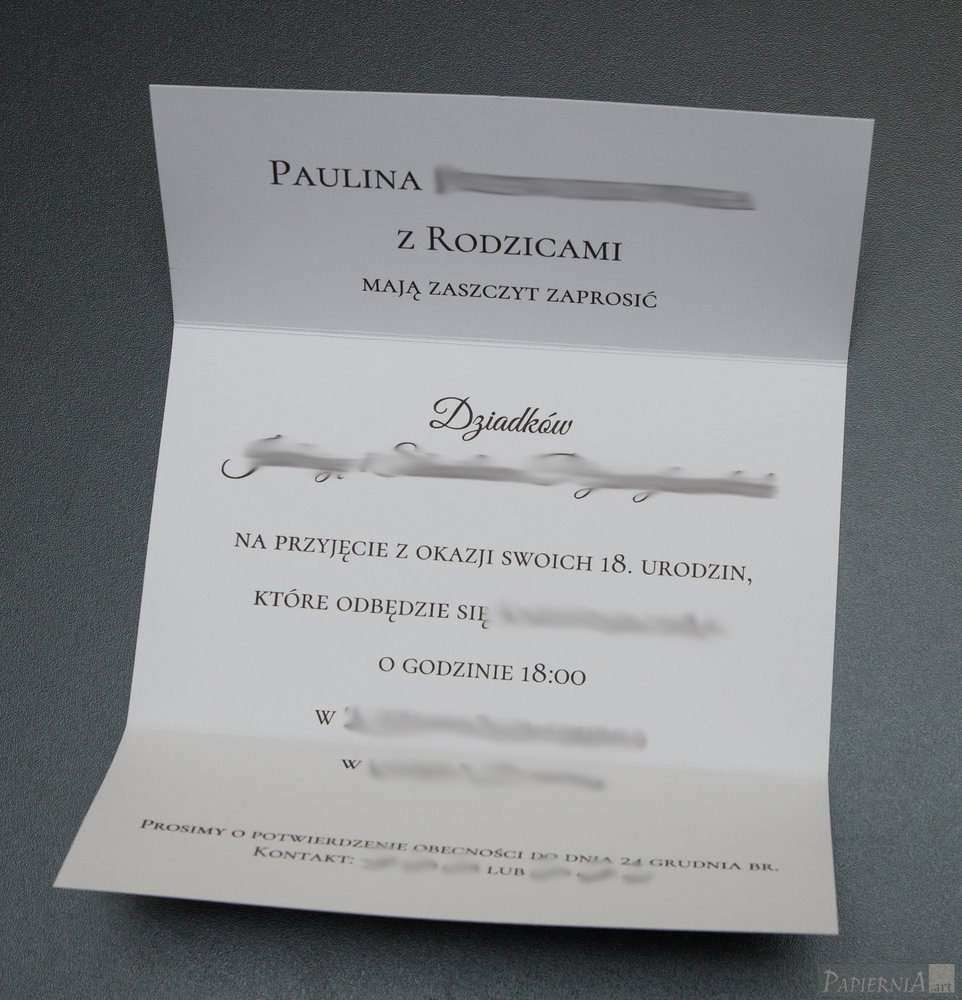 Paulina
z Rodzicami
mają zaszczyt zaprosić
Dziadków
na przyjęcie z okazji swoich 18. urodzin,
które odbędzie się
o godzinie 18:00
w
w
Prosimy o potwierdzenie obecności do dnia 24 grudnia br.
Kontakt: lub
Papiernia.art